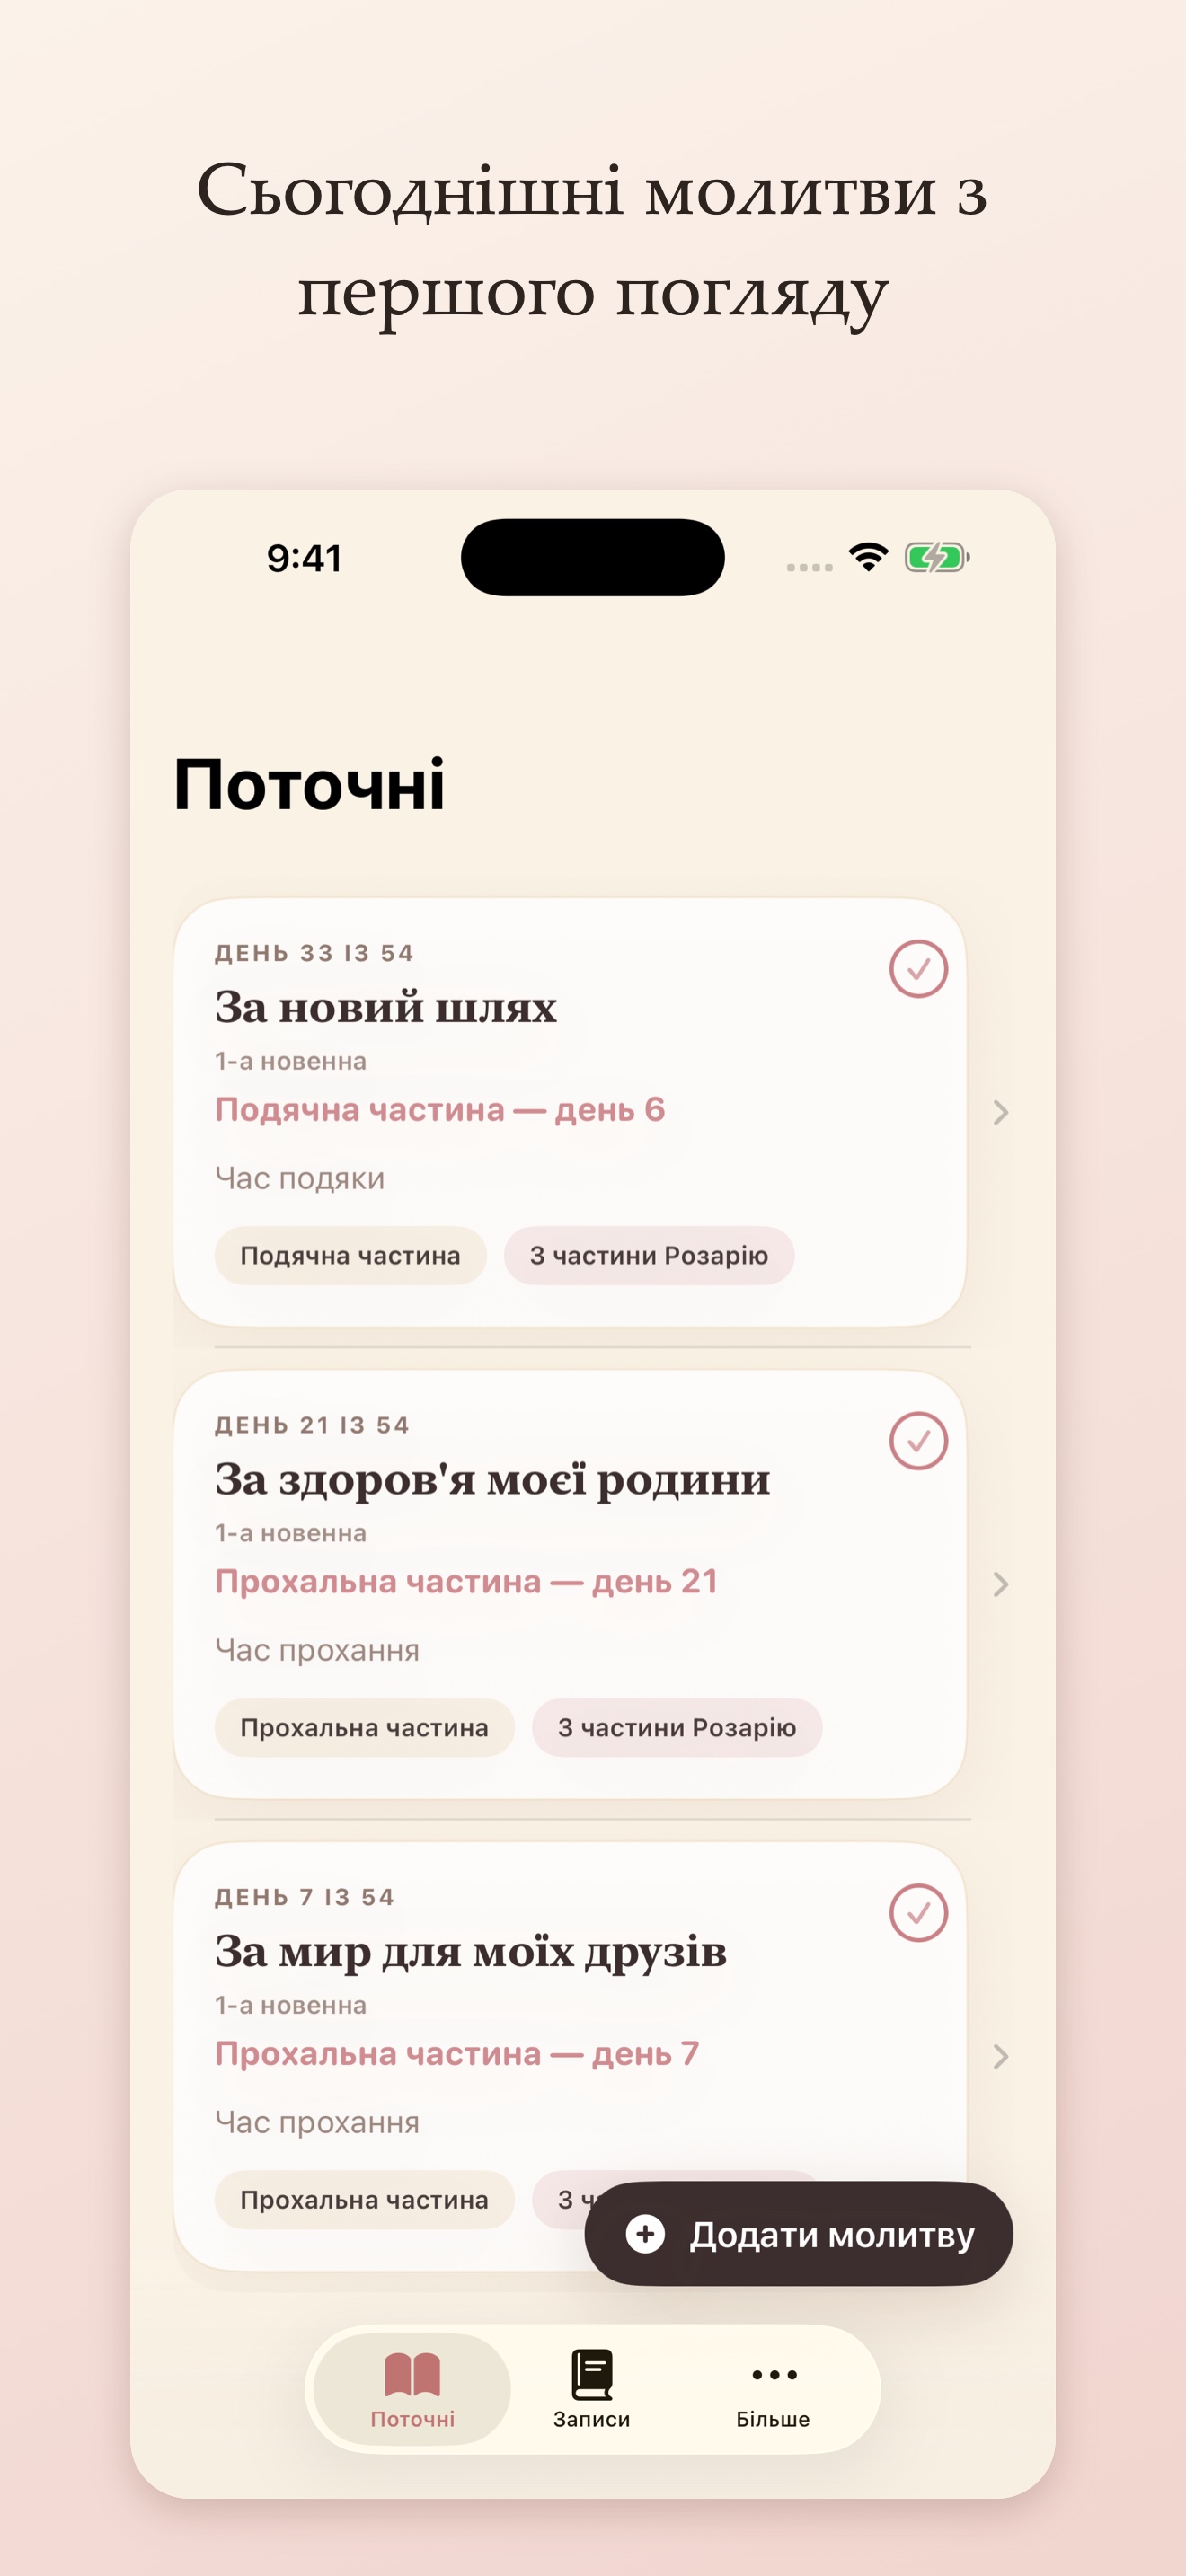 Сьогоднішні молитви з
першого погляду
9:41
Поточні
ДЕНЬ 33 ІЗ 54
За новий шлях
1-а новенна
Подячна частина — день 6
Час подяки
Подячна частина
3 частини Розарію
ДЕНЬ 21 ІЗ 54
За здоров'я моєї родини
1-а новенна
Прохальна частина — день 21
Час прохання
Прохальна частина
3 частини Розарію
ДЕНЬ 7 ІЗ 54
За мир для моїх друзів
1-а новенна
Прохальна частина — день 7
Час прохання
Прохальна частина
3
Додати молитву
Поточні
Записи
Більше